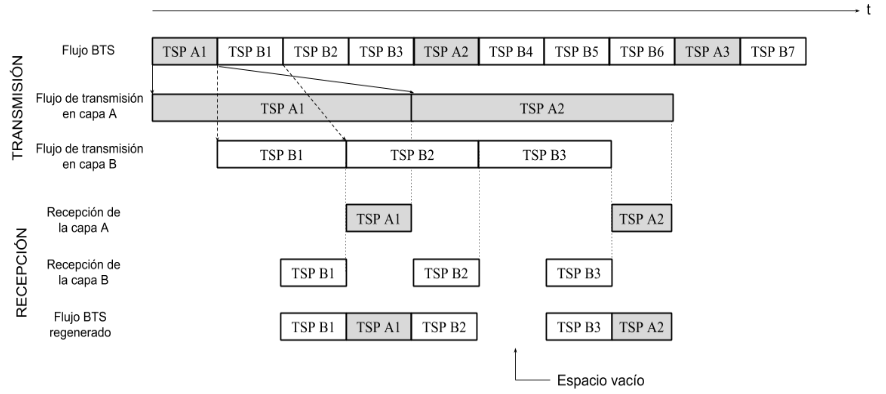 t
Flujo BTS
TSP A1 TSP B1 TSP B2 TSP B3 TSP A2 TSP B4 TSP B5 TSP B6 TSP A3 TSP B7
TRANSMISIÓN
Flujo de transmisión
en capa A
TSP A1 TSP A2
Flujo de transmisión
en capa B
TSP B1 TSP B2 TSP B3
RECEPCIÓN
Recepción de
la capa A
TSP A1 TSP A2
Recepción de
la capa B
TSP B1 TSP B2 TSP B3
Flujo BTS
regenerado
TSP B1 TSP A1 TSP B2 TSP B3 TSP A2
Espacio vacío